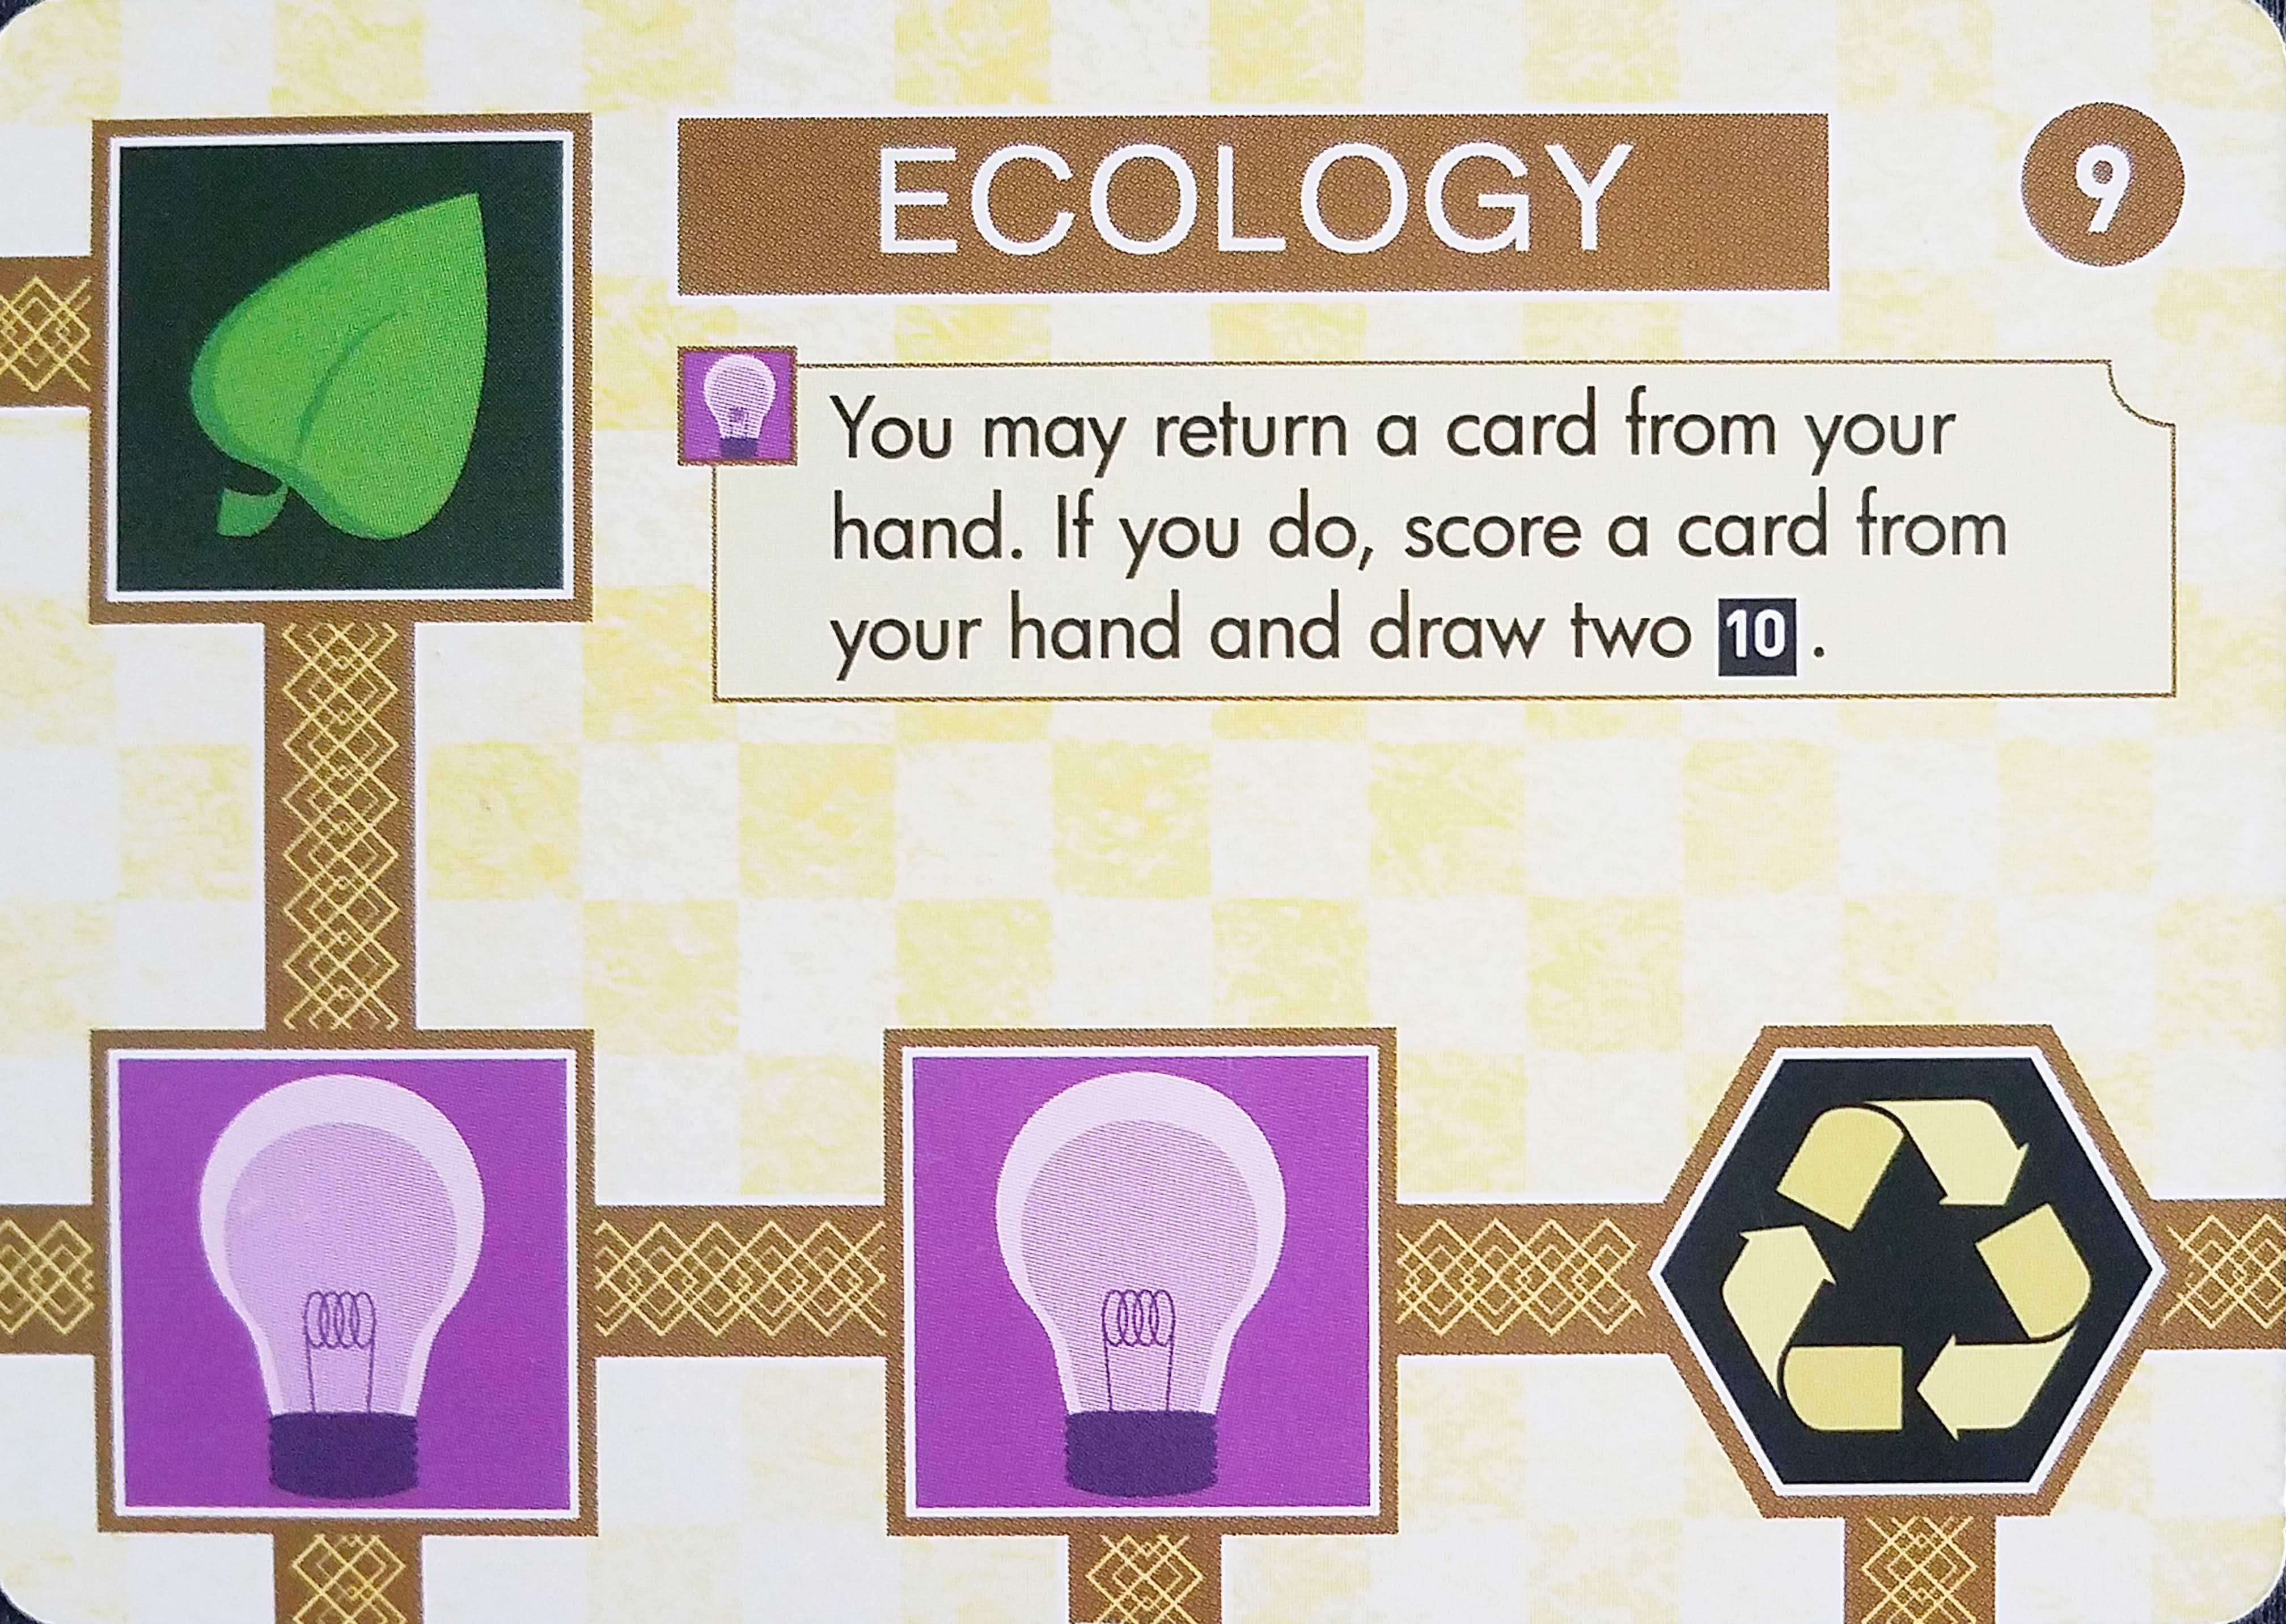 ECOLOGY
9
You may return a card from your
hand. If you do, score a card from
your hand and draw two 10.